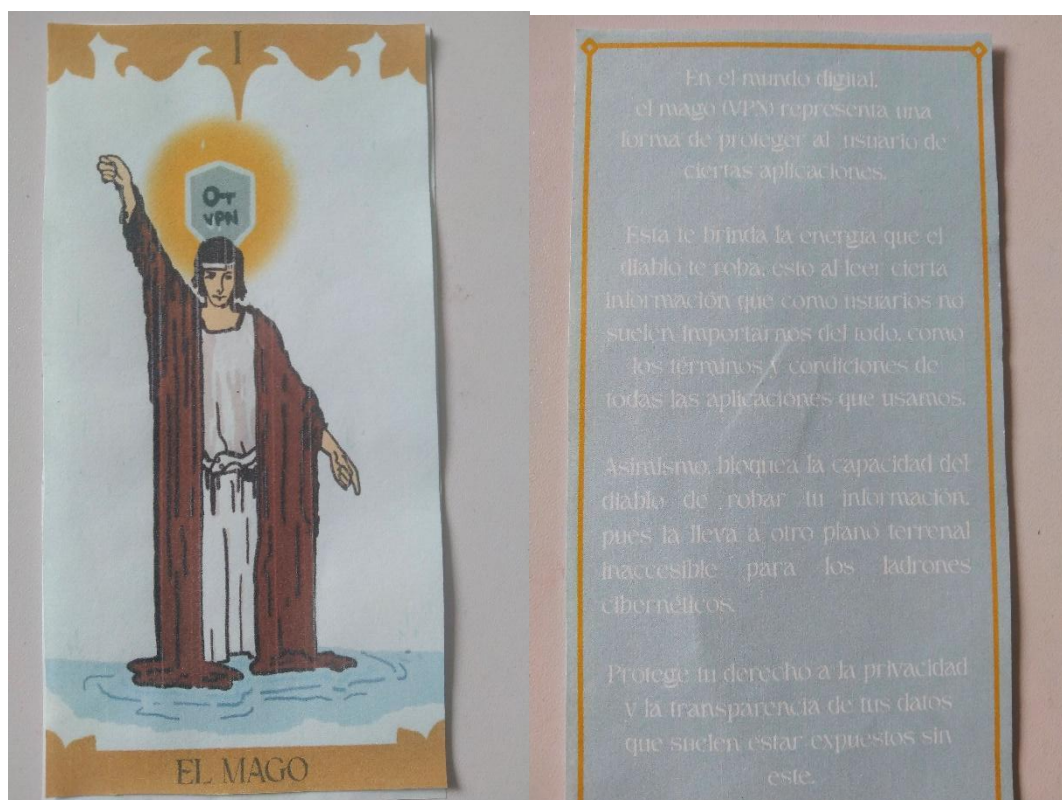 I
VPN
EL MAGO
En el mundo digital,
el mago (VPN) representa una
forma de proteger al usuario de
ciertas aplicaciones.
Esta te brinda la energía que el
diablo te roba, esto al leer cierta
información que como usuarios no
suelen importarnos del todo, como
los términos y condiciones de
todas las aplicaciones que usamos.
Asimismo, bloquea la capacidad del
diablo de robar tu información,
pues la lleva a otro plano terrenal
inaccesible para los ladrones
cibernéticos.
Protege tu derecho a la privacidad
y la transparencia de tus datos
que suelen estar expuestos sin
este.